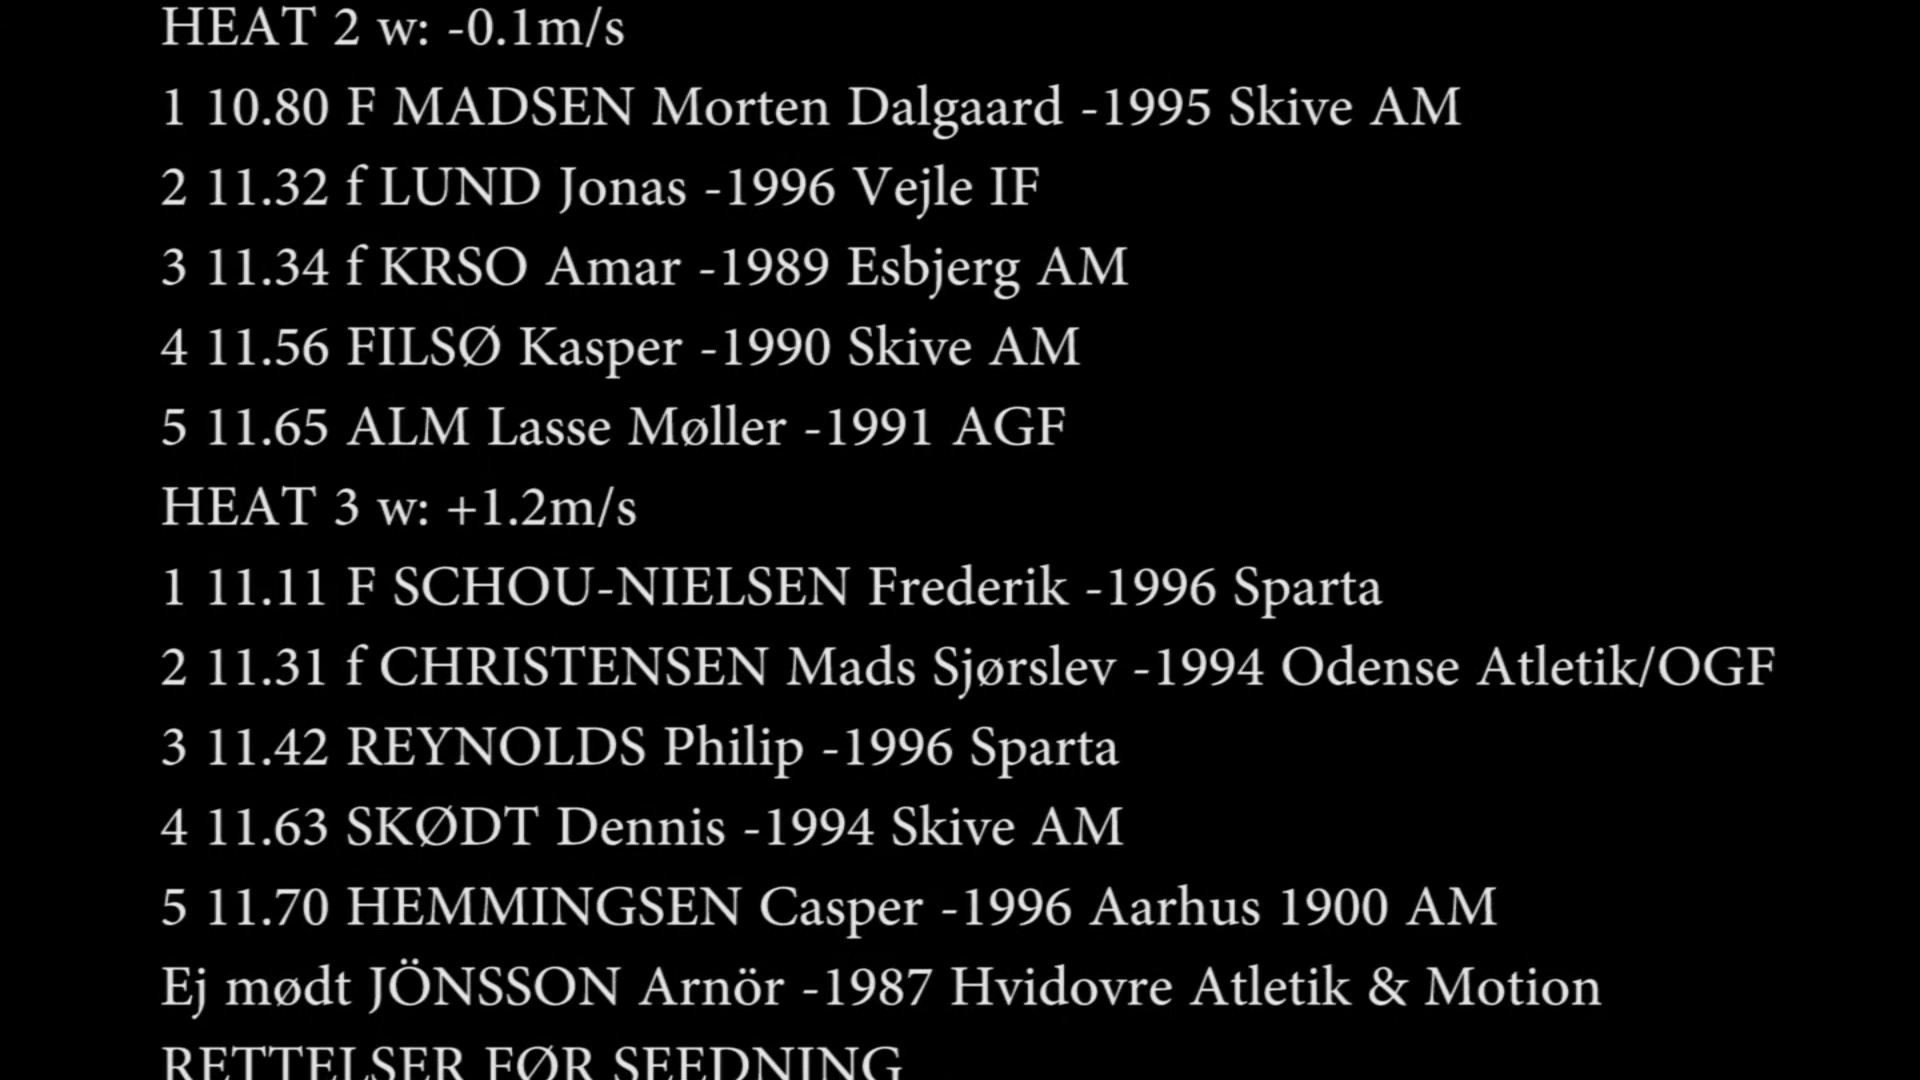 HEAT 2 w: -0.1m/s
1 10.80 F MADSEN Morten Dalgaard -1995 Skive AM
2 11.32 f LUND Jonas -1996 Vejle IF
3 11.34 f KRSO Amar -1989 Esbjerg AM
4 11.56 FILSØ Kasper -1990 Skive AM
5 11.65 ALM Lasse Møller -1991 AGF
HEAT 3 w: +1.2m/s
1 11.11 F SCHOU-NIELSEN Frederik -1996 Sparta
2 11.31 f CHRISTENSEN Mads Sjørslev -1994 Odense Atletik/OGF
3 11.42 REYNOLDS Philip -1996 Sparta
4 11.63 SKØDT Dennis -1994 Skive AM
5 11.70 HEMMINGSEN Casper -1996 Aarhus 1900 AM
Ej mødt JÖNSSON Arnör -1987 Hvidovre Atletik & Motion
RETTELSER FØR SEEDNING